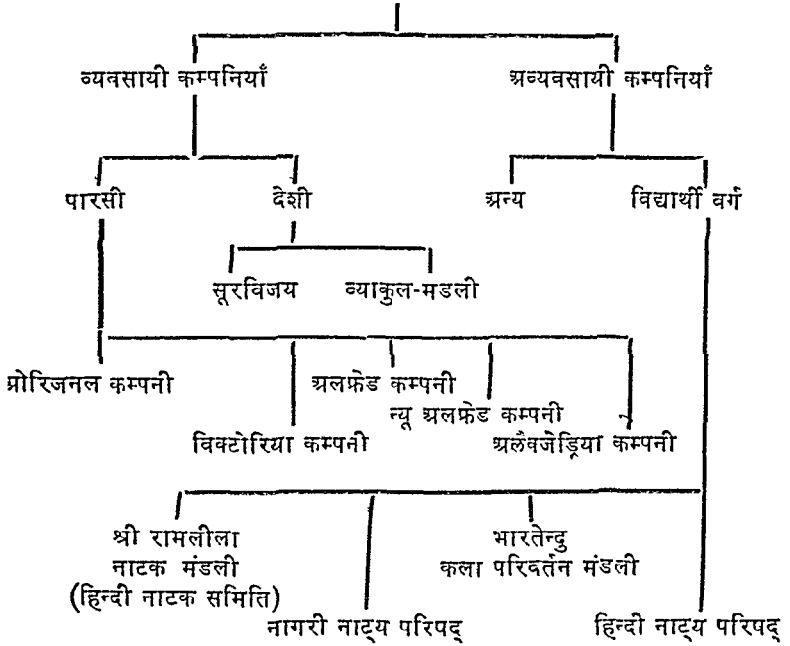 व्यवसायी कम्पनियाँ
अव्यवसायी कम्पनियाँ
पारसी
देशी
अन्य
विद्यार्थी वर्ग
सूरविजय
व्याकुल-मडली
प्रोरिजनल कम्पनी
अलफ्रेड कम्पनी
न्यू अलफ्रेड कम्पनी
विक्टोरिया कम्पनी
अलैक्जेड्रिया कम्पनी
श्री रामलीला
नाटक मंडली
(हिन्दी नाटक समिति)
भारतेन्दु
कला परिवर्तन मंडली
नागरी नाट्य परिषद्
हिन्दी नाट्य परिषद्